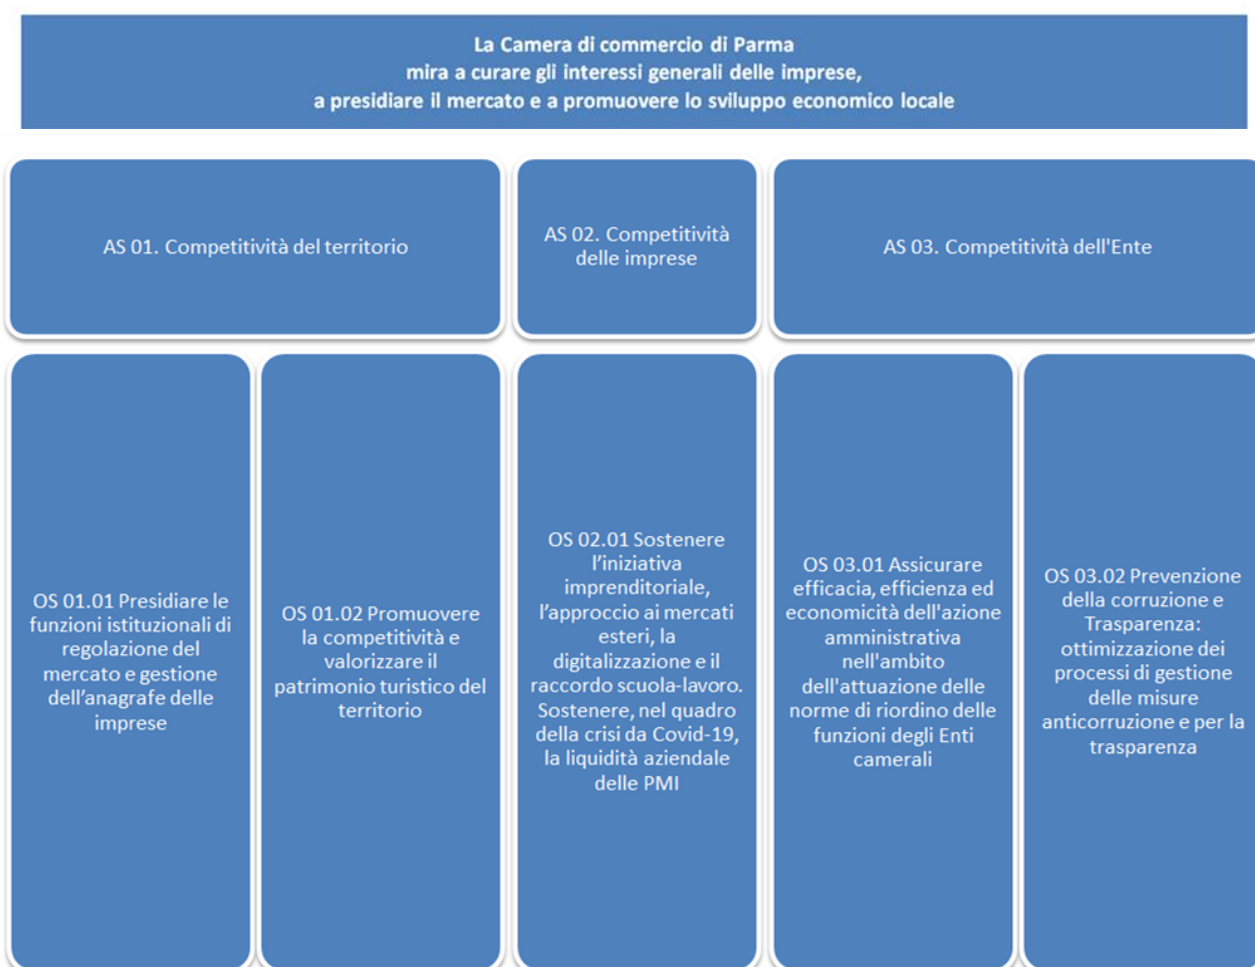 La Camera di commercio di Parma
mira a curare gli interessi generali delle imprese,
a presidiare il mercato e a promuovere lo sviluppo economico locale
AS 01. Competitività del territorio
AS 02. Competitività
delle imprese
AS 03. Competitività dell'Ente
OS 01.01 Presidiare le
funzioni istituzionali di
regolazione del
mercato e gestione
dell’anagrafe delle
imprese
OS 01.02 Promuovere
la competitività e
valorizzare il
patrimonio turistico del
territorio
OS 02.01 Sostenere
l’iniziativa
imprenditoriale,
l’approccio ai mercati
esteri, la
digitalizzazione e il
raccordo scuola-lavoro.
Sostenere, nel quadro
della crisi da Covid-19,
la liquidità aziendale
delle PMI
OS 03.01 Assicurare
efficacia, efficienza ed
economicità dell'azione
amministrativa
nell'ambito
dell'attuazione delle
norme di riordino delle
funzioni degli Enti
camerali
OS 03.02 Prevenzione
della corruzione e
Trasparenza:
ottimizzazione dei
processi di gestione
delle misure
anticorruzione e per la
trasparenza